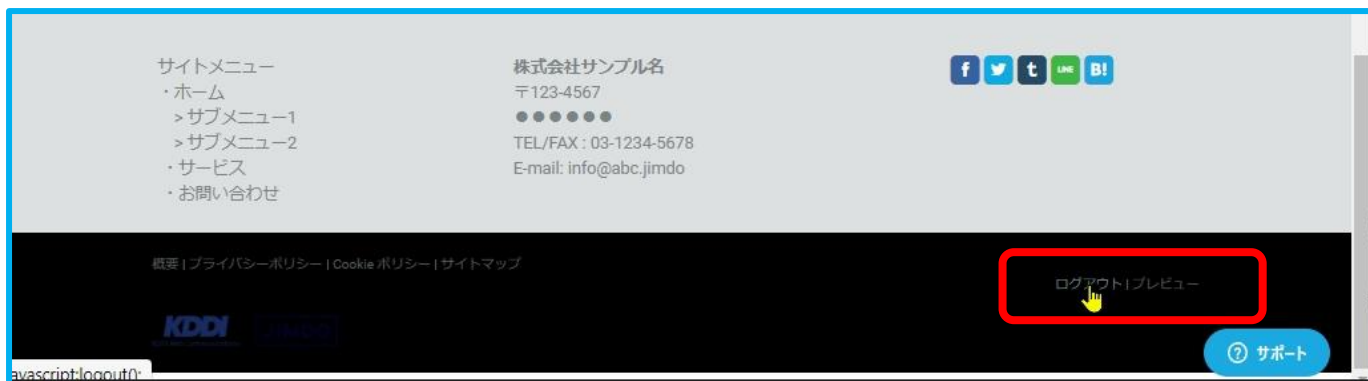 サイトメニュー
・ホーム
＞サブメニュー1
＞サブメニュー2
・サービス
・お問い合わせ
株式会社サンプル名
〒123-4567
●●●●●●
TEL/FAX : 03-1234-5678
E-mail: info@abc.jimdo
f t LINE B!
概要 | プライバシーポリシー | Cookie ポリシー | サイトマップ
ログアウト | プレビュー
KDDI
JIMDO
? サポート
avascript:logout();